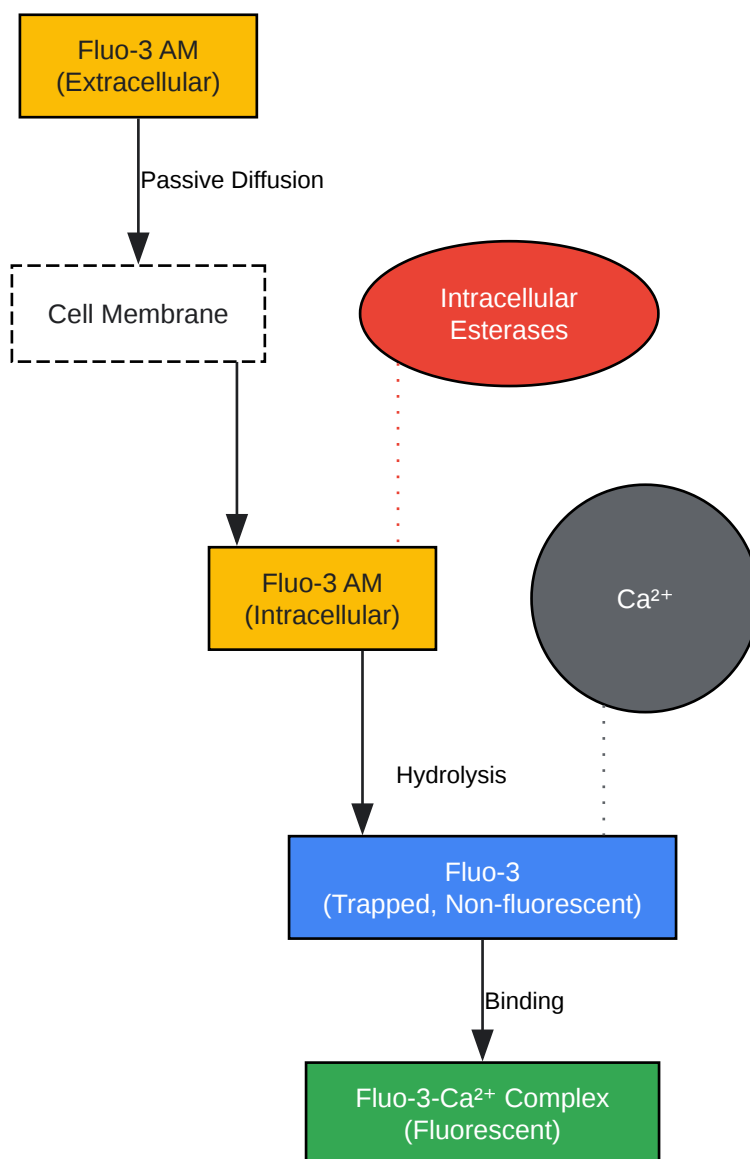 Fluo-3 AM
(Extracellular)
Passive Diffusion
Cell Membrane
Intracellular
Esterases
Fluo-3 AM
(Intracellular)
Ca²⁺
Hydrolysis
Fluo-3
(Trapped, Non-fluorescent)
Binding
Fluo-3-Ca²⁺ Complex
(Fluorescent)